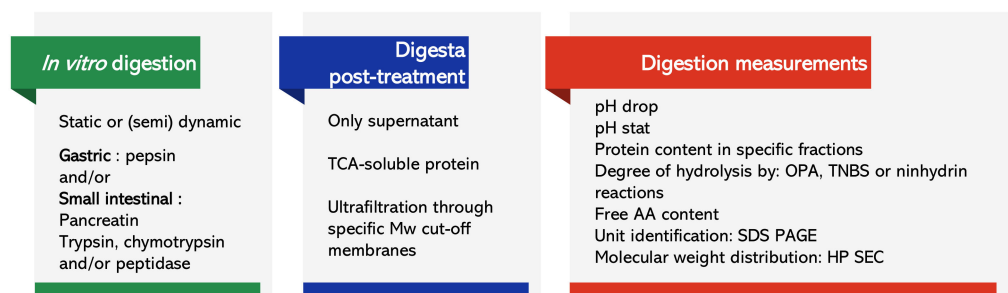 In vitro digestion
Static or (semi) dynamic
Gastric : pepsin
and/or
Small intestinal :
Pancreatin
Trypsin, chymotrypsin
and/or peptidase
Digesta
post-treatment
Only supernatant
TCA-soluble protein
Ultrafiltration through
specific Mw cut-off
membranes
Digestion measurements
pH drop
pH stat
Protein content in specific fractions
Degree of hydrolysis by: OPA, TNBS or ninhydrin
reactions
Free AA content
Unit identification: SDS PAGE
Molecular weight distribution: HP SEC